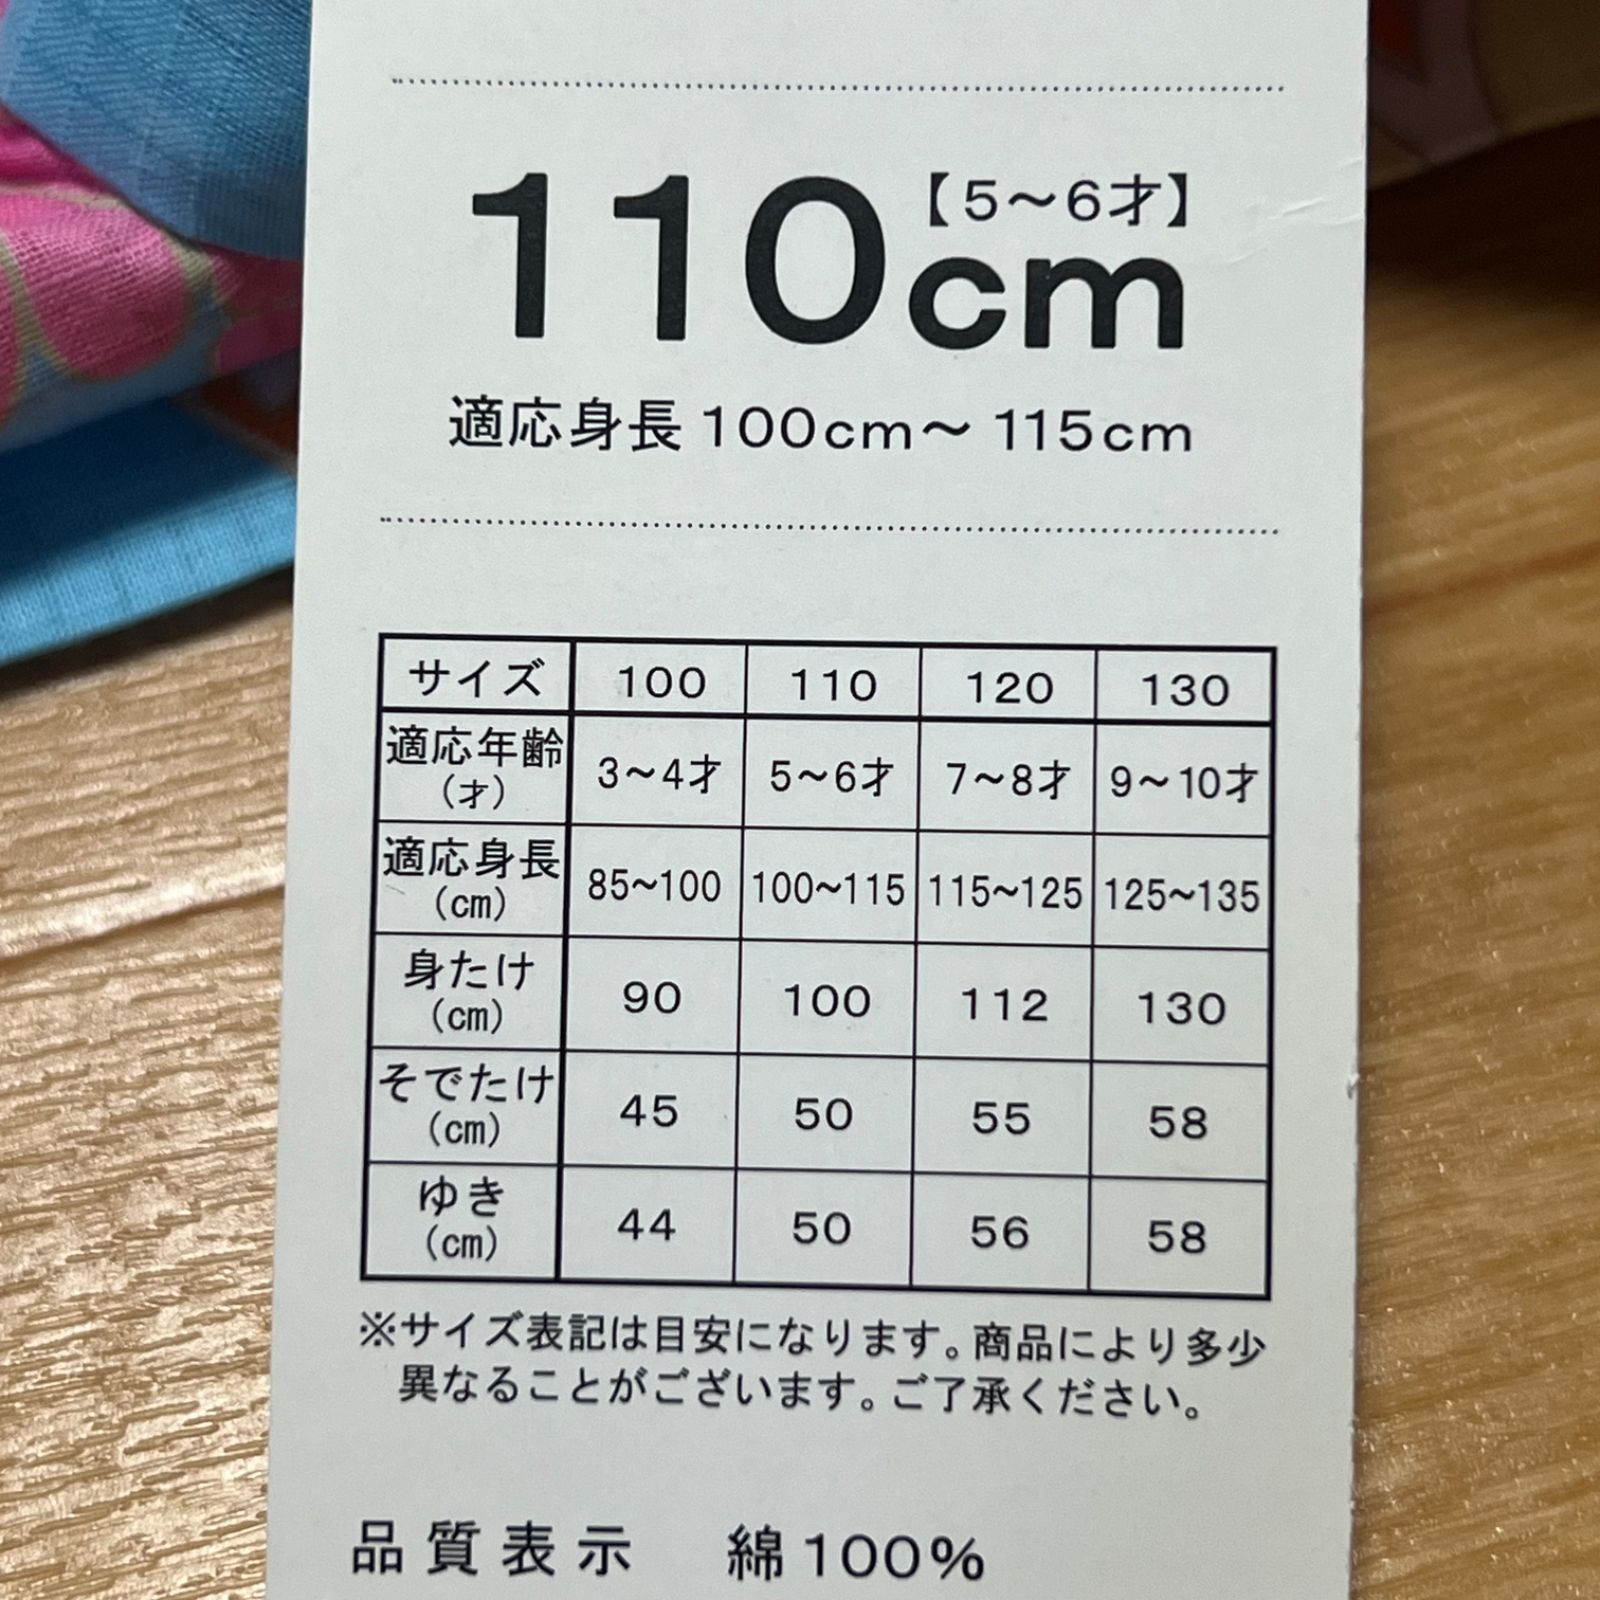 110cm【5～6才】
適応身長100cm～115cm
サイズ 100 110 120 130
適応年齢(才) 3～4才 5～6才 7～8才 9～10才
適応身長(cm) 85~100 100~115 115~125 125~135
身たけ(cm) 90 100 112 130
そでたけ(cm) 45 50 55 58
ゆき(cm) 44 50 56 58
※サイズ表記は目安になります。商品により多少
異なることがございます。ご了承ください。
品質表示 綿100%